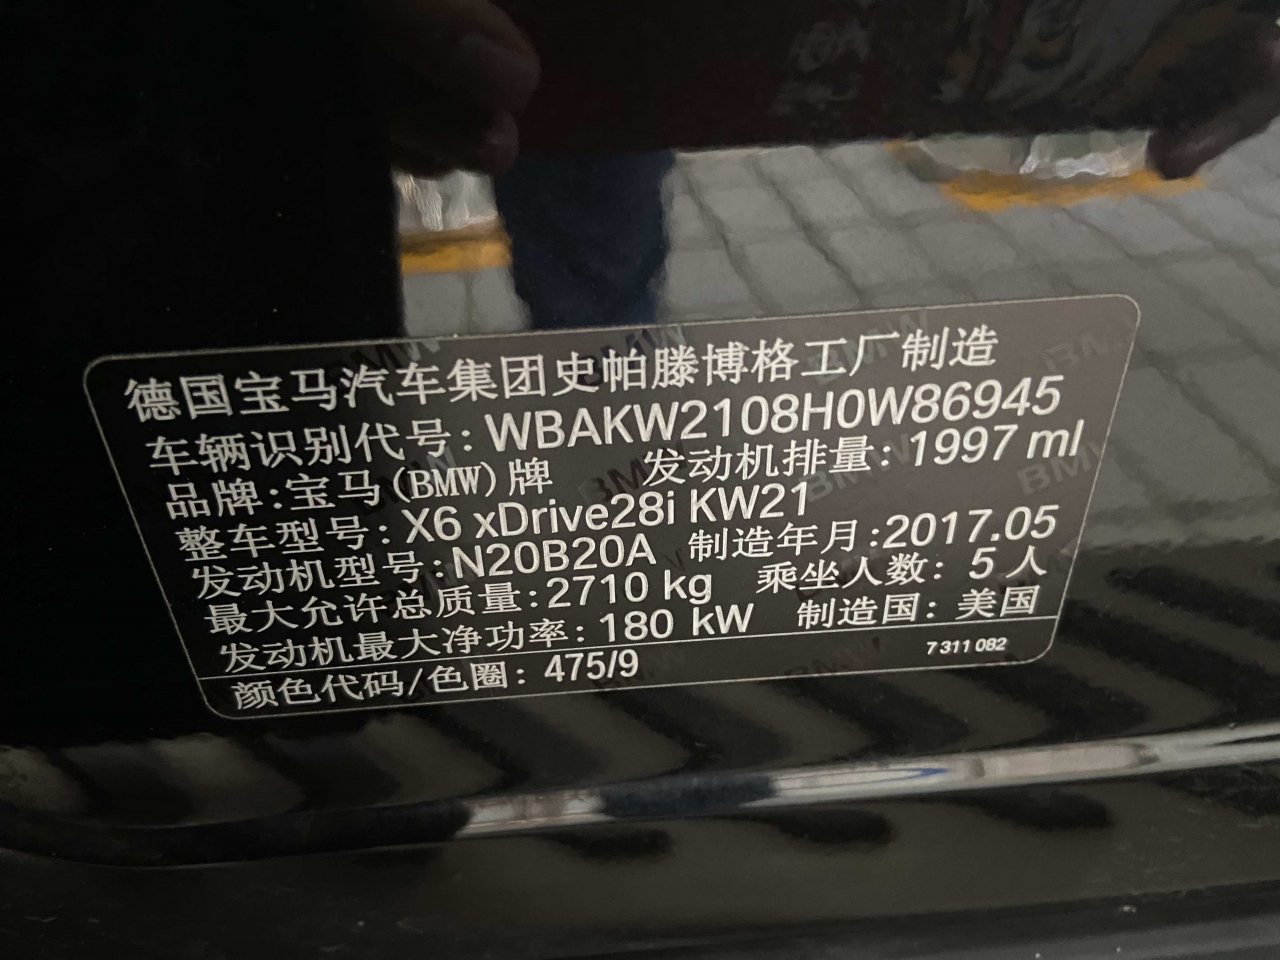 德国宝马汽车集团史帕滕博格工厂制造
车辆识别代号: WBAKW2108H0W86945
品牌:宝马(BMW)牌 发动机排量: 1997 ml
整车型号: X6 xDrive28i KW21
发动机型号: N20B20A 制造年月:2017.05
最大允许总质量:2710 kg 乘坐人数: 5 人
发动机最大净功率: 180 kW 制造国: 美国
颜色代码/色圈: 475/9 7 311 082